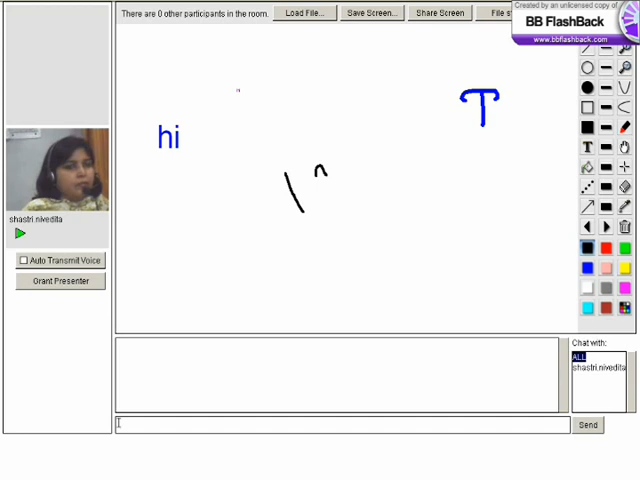 There are 0 other participants in the room.
Load File...
Save Screen...
Share Screen
Created by an unlicensed copy of
BB FlashBack
www.bbflashback.com
hi
T
T
shastri.nivedita
Auto Transmit Voice
Grant Presenter
Chat with:
ALL
shastri.nivedita
Send